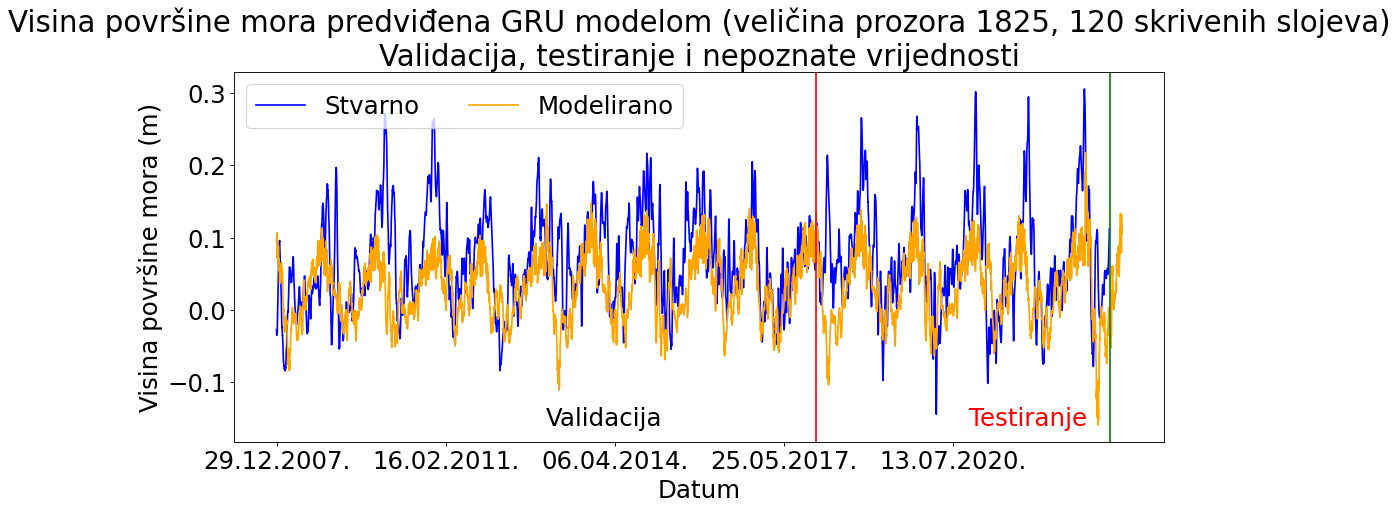 Visina površine mora predviđena GRU modelom (veličina prozora 1825, 120 skrivenih slojeva)
Validacija, testiranje i nepoznate vrijednosti
Stvarno
Modelirano
Visina površine mora (m)
0.3
0.2
0.1
0.0
−0.1
Validacija
Testiranje
29.12.2007.
16.02.2011.
06.04.2014.
25.05.2017.
13.07.2020.
Datum